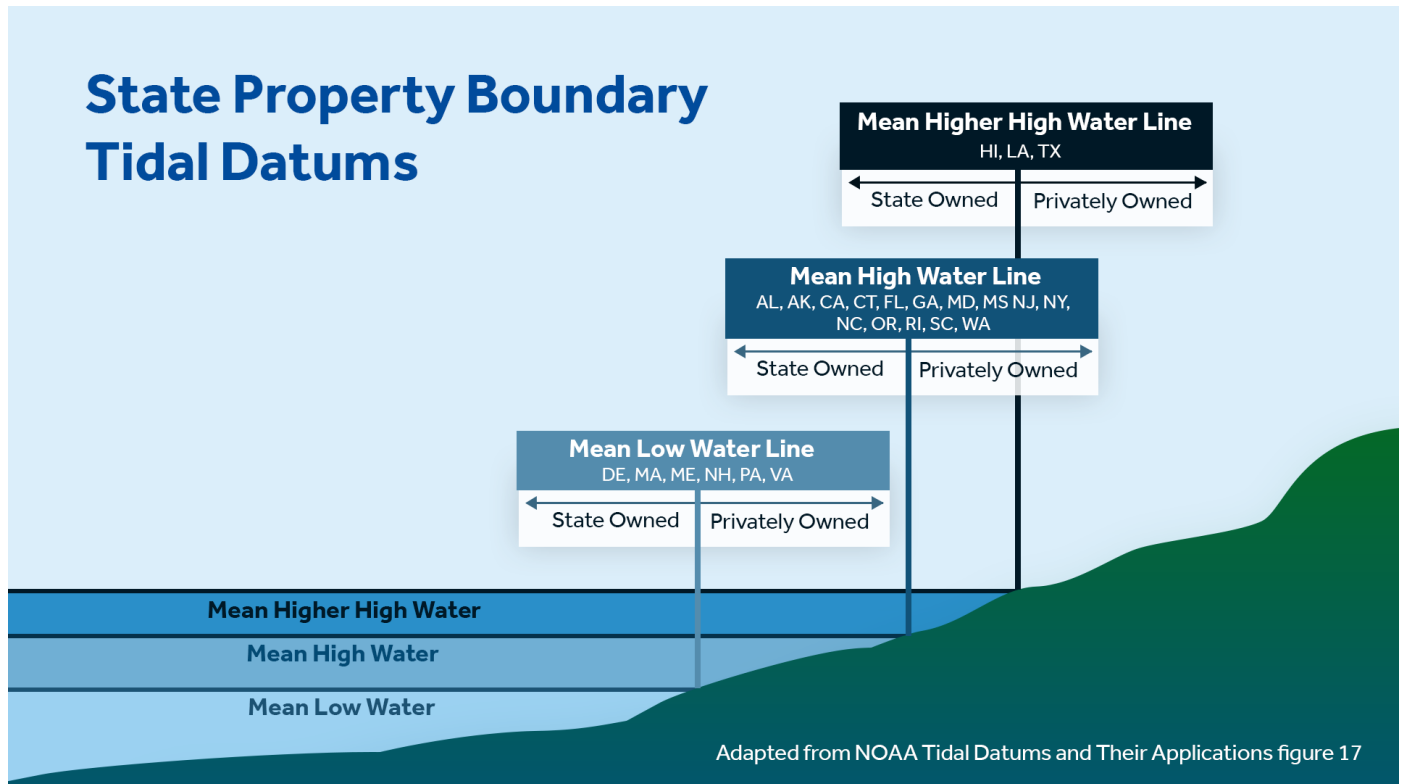 State Property Boundary
Tidal Datums
Mean Higher High Water Line
HI, LA, TX
State Owned
Privately Owned
Mean High Water Line
AL, AK, CA, CT, FL, GA, MD, MS NJ, NY,
NC, OR, RI, SC, WA
State Owned
Privately Owned
Mean Low Water Line
DE, MA, ME, NH, PA, VA
State Owned
Privately Owned
Mean Higher High Water
Mean High Water
Mean Low Water
Adapted from NOAA Tidal Datums and Their Applications figure 17